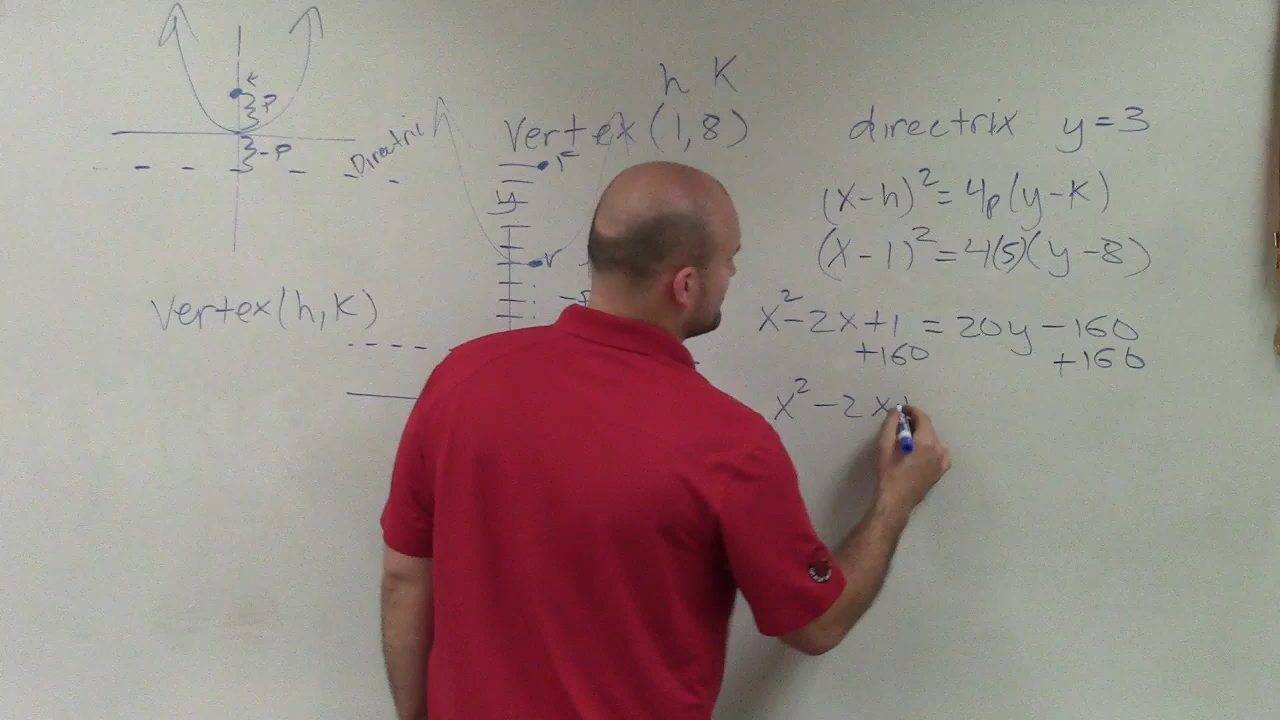 P
-P
Directrix
h K
Vertex (1,8)
directrix y=3
F
(x-h)²=4p(y-K)
(x-1)²=4(5)(y-8)
V
Vertex(h,K)
x²-2x+1=20y-160
+160 +160
x²-2x+